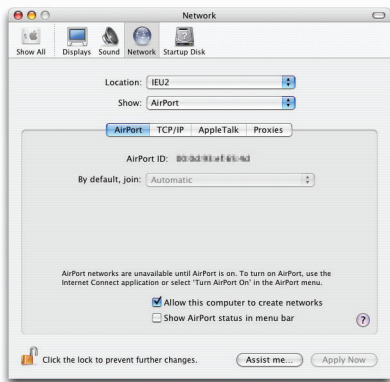 Network
Show All Displays Sound Network Startup Disk
Location: IEU2
Show: AirPort
AirPort TCP/IP AppleTalk Proxies
AirPort ID:
By default, join: Automatic
AirPort networks are unavailable until AirPort is on. To turn on AirPort, use the
Internet Connect application or select 'Turn AirPort On' in the AirPort menu.
Allow this computer to create networks
Show AirPort status in menu bar
?
Click the lock to prevent further changes. Assist me... Apply Now